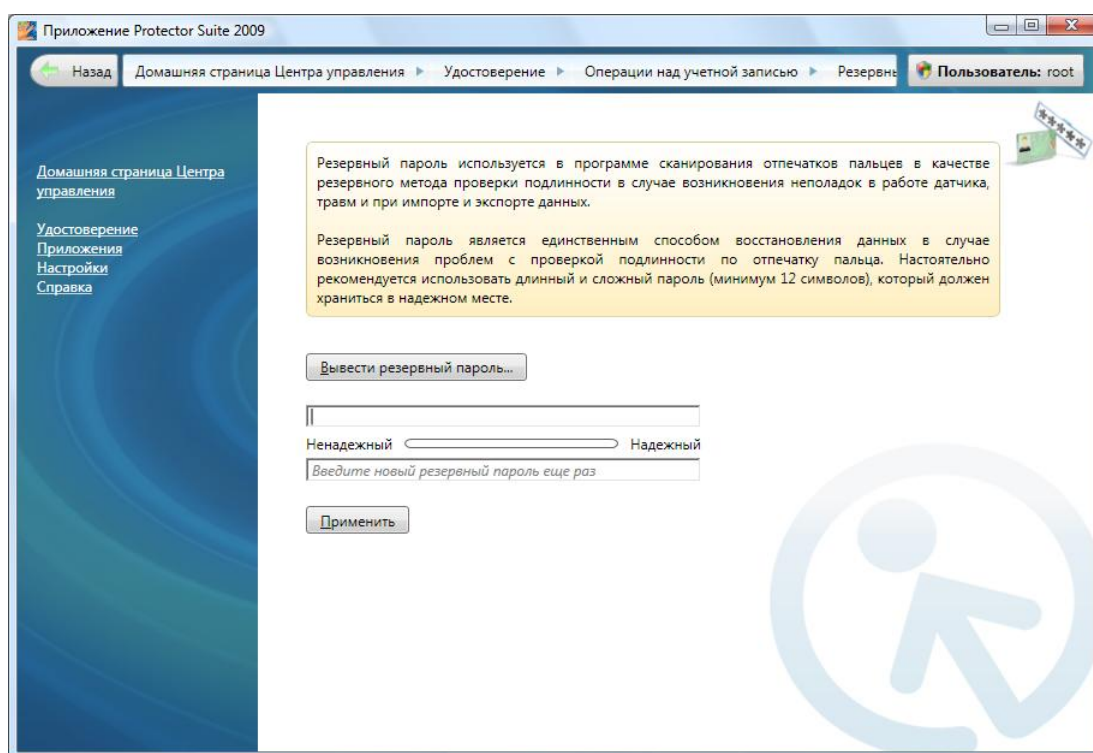 Приложение Protector Suite 2009
Назад
Домашняя страница Центра управления
Удостоверение
Операции над учетной записью
Резервнь
Пользователь: root
Домашняя страница Центра
управления
Удостоверение
Приложения
Настройки
Справка
Резервный пароль используется в программе сканирования отпечатков пальцев в качестве
резервного метода проверки подлинности в случае возникновения неполадок в работе датчика,
травм и при импорте и экспорте данных.
Резервный пароль является единственным способом восстановления данных в случае
возникновения проблем с проверкой подлинности по отпечатку пальца. Настоятельно
рекомендуется использовать длинный и сложный пароль (минимум 12 символов), который должен
храниться в надежном месте.
Вывести резервный пароль...
Ненадежный
Надежный
Введите новый резервный пароль еще раз
Применить